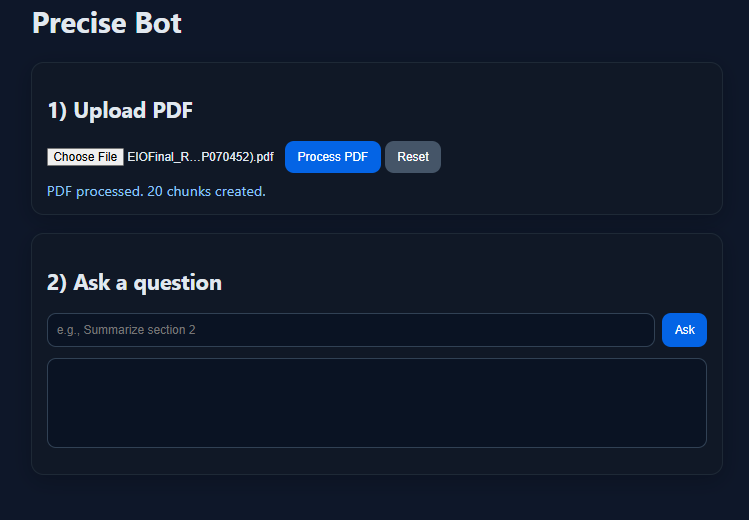 Precise Bot
1) Upload PDF
Choose File EIOFinal_R...P070452).pdf Process PDF Reset
PDF processed. 20 chunks created.
2) Ask a question
e.g., Summarize section 2 Ask